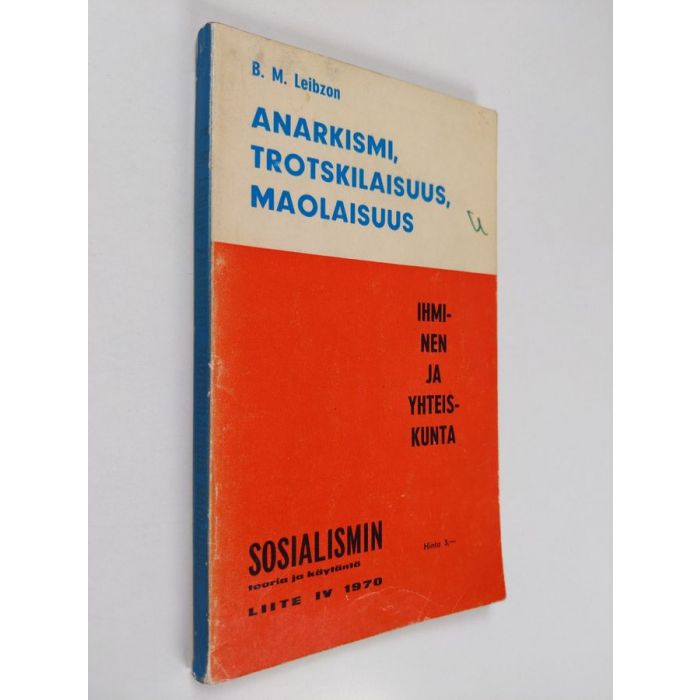 B. M. Leibzon
ANARKISMI,
TROTSKILAISUUS,
MAOLAISUUS
IHMI-
NEN
JA
YHTEIS-
KUNTA
SOSIALISMIN
teoria ja käytäntö
LIITE IV 1970
Hinta 3,—